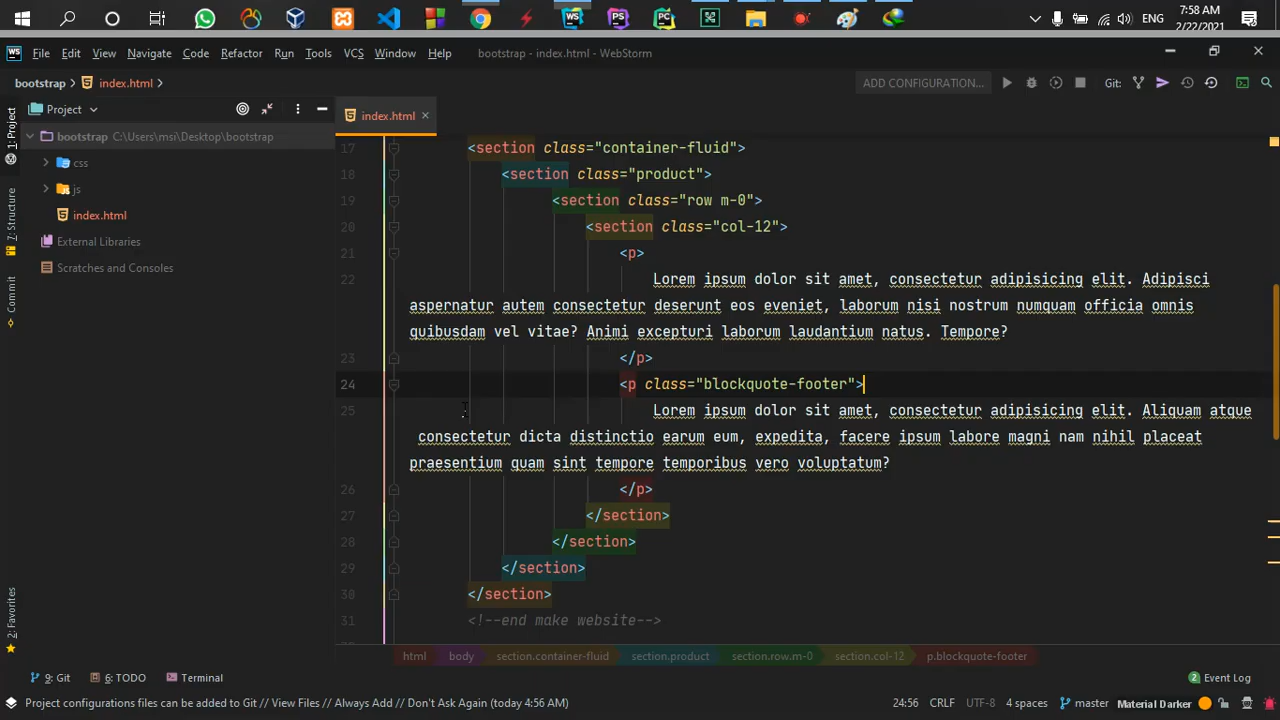 7:58 AM
ENG
2/22/2021
WS File Edit View Navigate Code Refactor Run Tools VCS Window Help bootstrap - index.html - WebStorm
bootstrap index.html ADD CONFIGURATION... Git:
Project index.html
1: Project
7: Structure
Commit
2: Favorites
bootstrap C:\Users\msi\Desktop\bootstrap
css
js
index.html
External Libraries
Scratches and Consoles
17 <section class="container-fluid">
18 <section class="product">
19 <section class="row m-0">
20 <section class="col-12">
21 <p>
22 Lorem ipsum dolor sit amet, consectetur adipisicing elit. Adipisci
aspernatur autem consectetur deserunt eos eveniet, laborum nisi nostrum numquam officia omnis
quibusdam vel vitae? Animi excepturi laborum laudantium natus. Tempore?
23 </p>
24 <p class="blockquote-footer">
25 Lorem ipsum dolor sit amet, consectetur adipisicing elit. Aliquam atque
consectetur dicta distinctio earum eum, expedita, facere ipsum labore magni nam nihil placeat
praesentium quam sint tempore temporibus vero voluptatum?
26 </p>
27 </section>
28 </section>
29 </section>
30 </section>
31 <!--end make website-->
html body section.container-fluid section.product section.row.m-0 section.col-12 p.blockquote-footer
9: Git 6: TODO Terminal 2 Event Log
Project configurations files can be added to Git // View Files // Always Add // Don't Ask Again (today 4:56 AM) 24:56 CRLF UTF-8 4 spaces master Material Darker